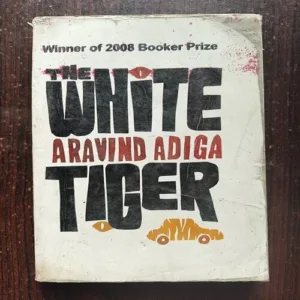 Winner of 2008 Booker Prize
THE
WHITE
ARAVIND ADIGA
TIGER